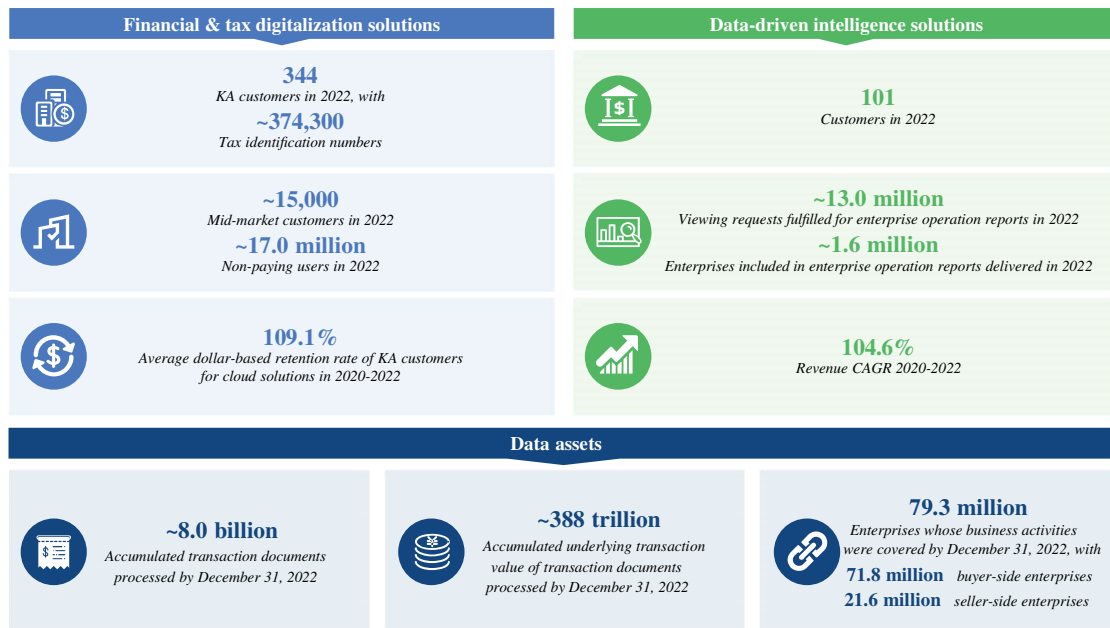 Financial & tax digitalization solutions
344
KA customers in 2022, with
~374,300
Tax identification numbers
~15,000
Mid-market customers in 2022
~17.0 million
Non-paying users in 2022
109.1%
Average dollar-based retention rate of KA customers
for cloud solutions in 2020-2022
Data-driven intelligence solutions
101
Customers in 2022
~13.0 million
Viewing requests fulfilled for enterprise operation reports in 2022
~1.6 million
Enterprises included in enterprise operation reports delivered in 2022
104.6%
Revenue CAGR 2020-2022
Data assets
~8.0 billion
Accumulated transaction documents
processed by December 31, 2022
~388 trillion
Accumulated underlying transaction
value of transaction documents
processed by December 31, 2022
79.3 million
Enterprises whose business activities
were covered by December 31, 2022, with
71.8 million buyer-side enterprises
21.6 million seller-side enterprises